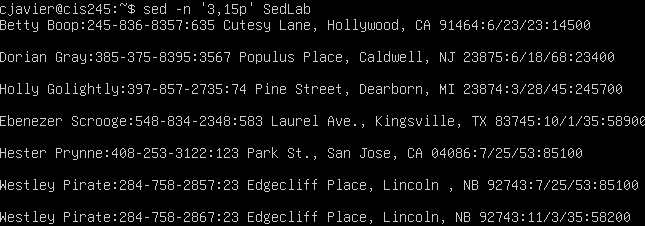 cjavier@cis245:~$ sed -n '3,15p' SedLab
Betty Boop:245-836-8357:635 Cutesy Lane, Hollywood, CA 91464:6/23/23:14500
Dorian Gray:385-375-8395:3567 Populus Place, Caldwell, NJ 23875:6/18/68:23400
Holly Golightly:397-857-2735:74 Pine Street, Dearborn, MI 23874:3/28/45:245700
Ebenezer Scrooge:548-834-2348:583 Laurel Ave., Kingsville, TX 83745:10/1/35:58900
Hester Prynne:408-253-3122:123 Park St., San Jose, CA 04086:7/25/53:85100
Westley Pirate:284-758-2857:23 Edgecliff Place, Lincoln , NB 92743:7/25/53:85100
Westley Pirate:284-758-2867:23 Edgecliff Place, Lincoln, NB 92743:11/3/35:58200